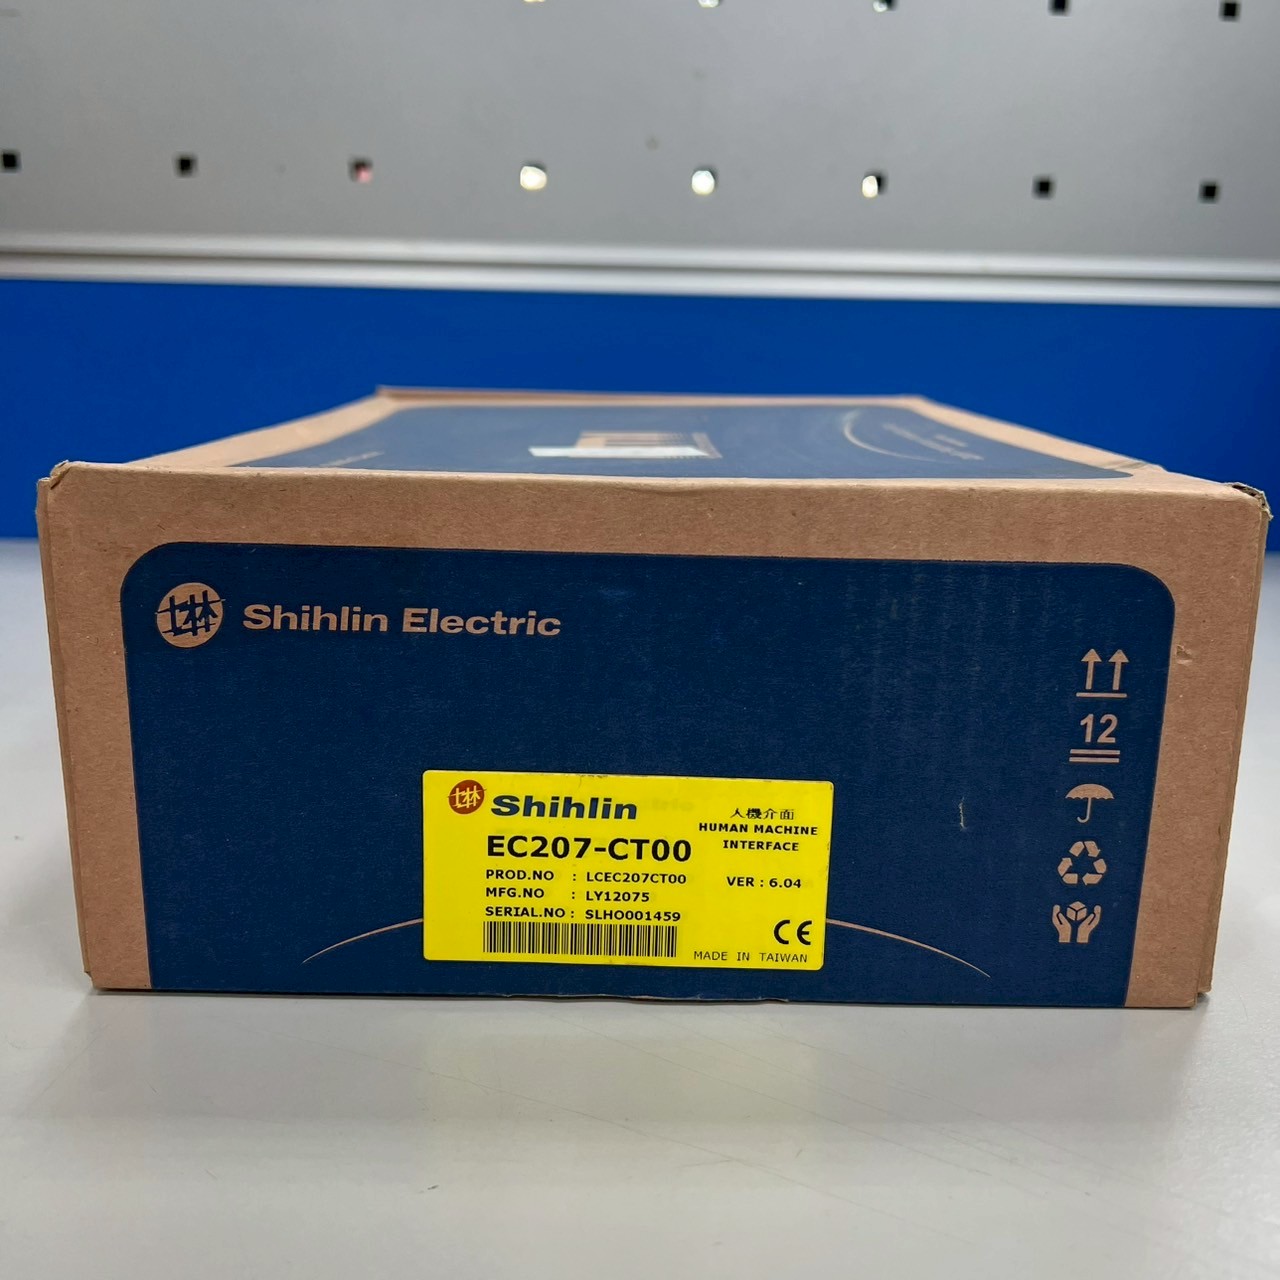 Shihlin Electric
12
Shihlin
人機介面
HUMAN MACHINE
INTERFACE
EC207-CT00
PROD.NO : LCEC207CT00
VER : 6.04
MFG.NO : LY12075
SERIAL.NO : SLHO001459
CE
MADE IN TAIWAN